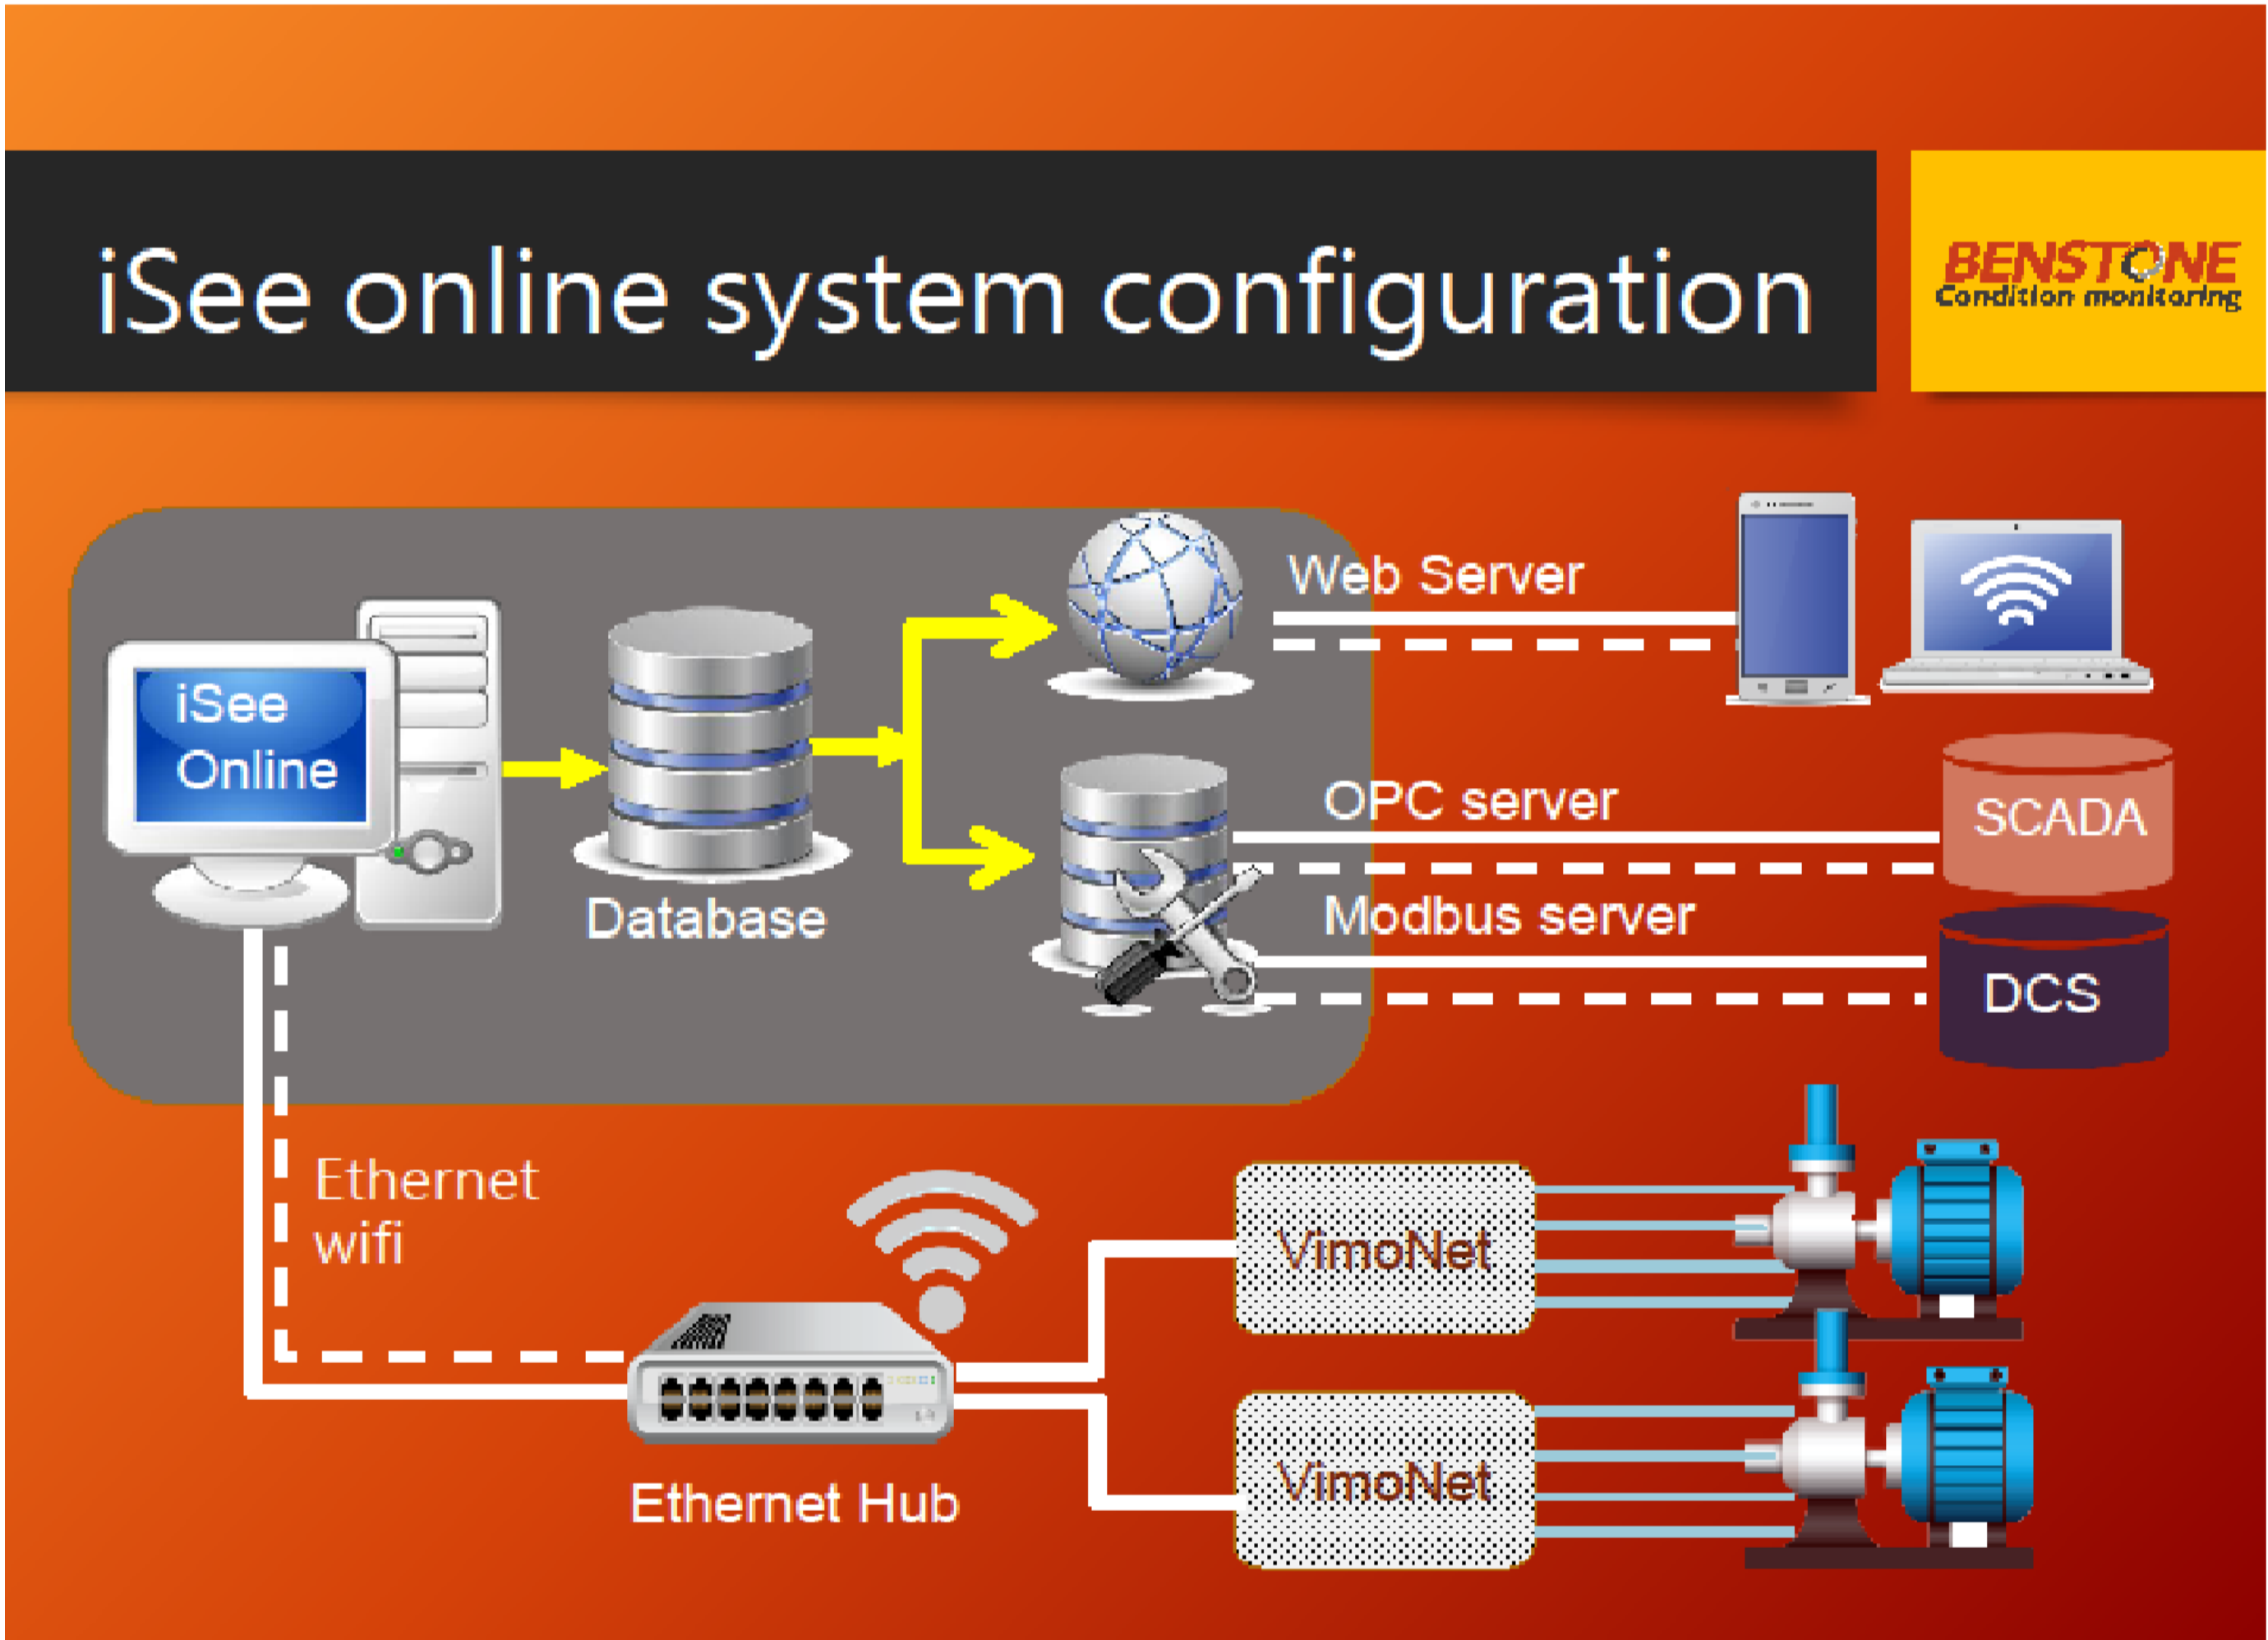 iSee online system configuration
BENSTONE
Condition monitoring
iSee
Online
Database
Web Server
OPC server
Modbus server
SCADA
DCS
Ethernet
wifi
Ethernet Hub
VimoNet
VimoNet